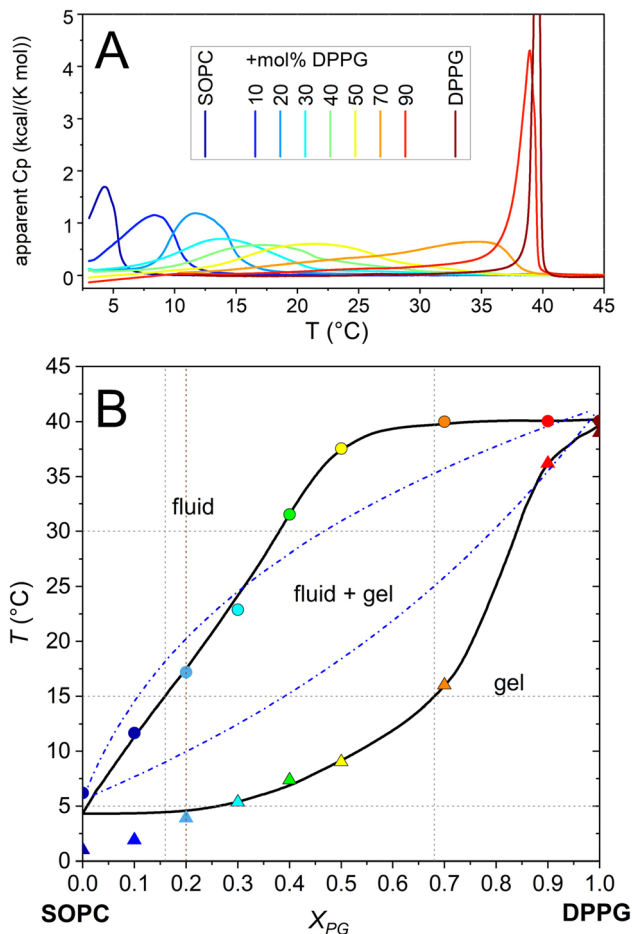 A
+mol% DPPG
SOPC
10
20
30
40
50
70
90
DPPG
apparent Cp (kcal/(K mol))
5
4
3
2
1
0
5 10 15 20 25 30 35 40 45
T (°C)
B
45
40
35
30
25
20
15
10
5
0
T (°C)
fluid
fluid + gel
gel
0.0 0.1 0.2 0.3 0.4 0.5 0.6 0.7 0.8 0.9 1.0
SOPC
X_PG
DPPG